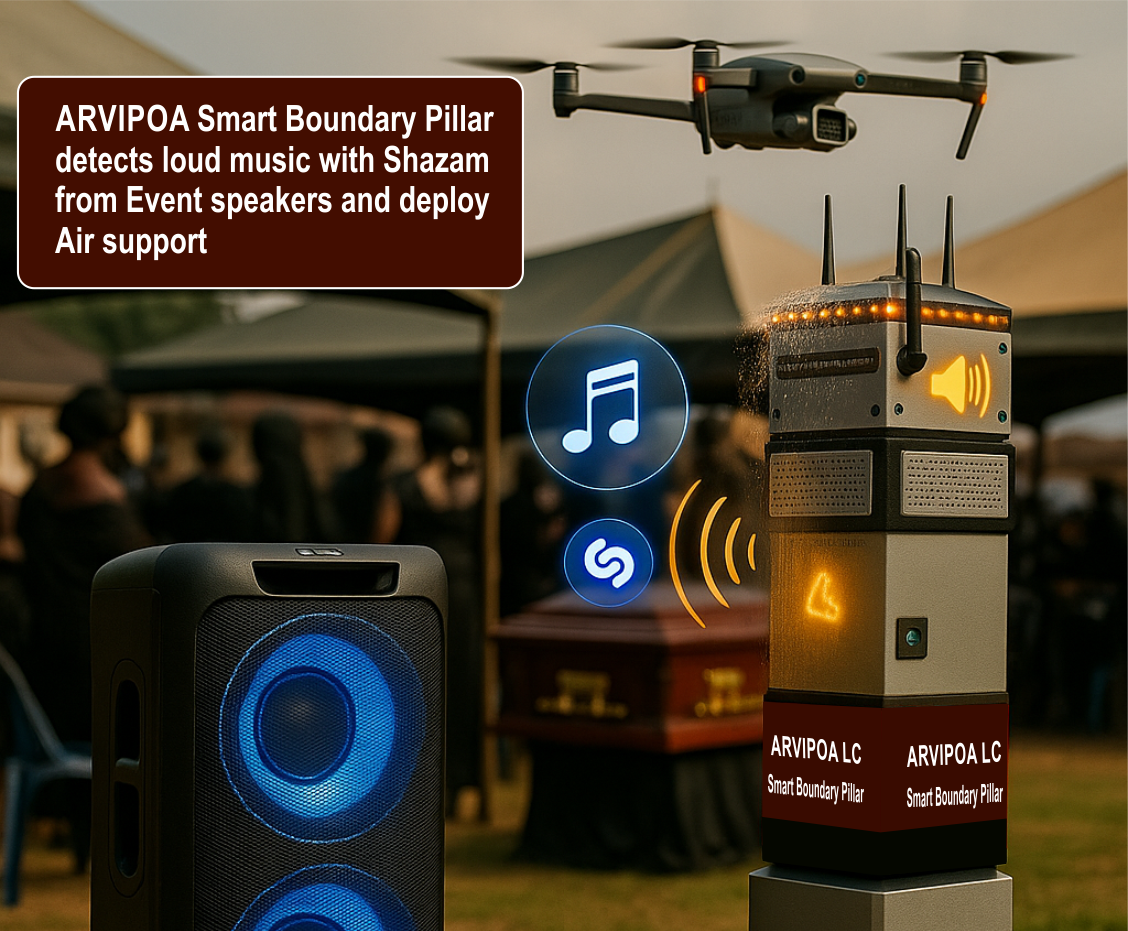 ARVIPOA Smart Boundary Pillar
detects loud music with Shazam
from Event speakers and deploy
Air support
ARVIPOA LC
Smart Boundary Pillar
ARVIPOA LC
Smart Boundary Pillar